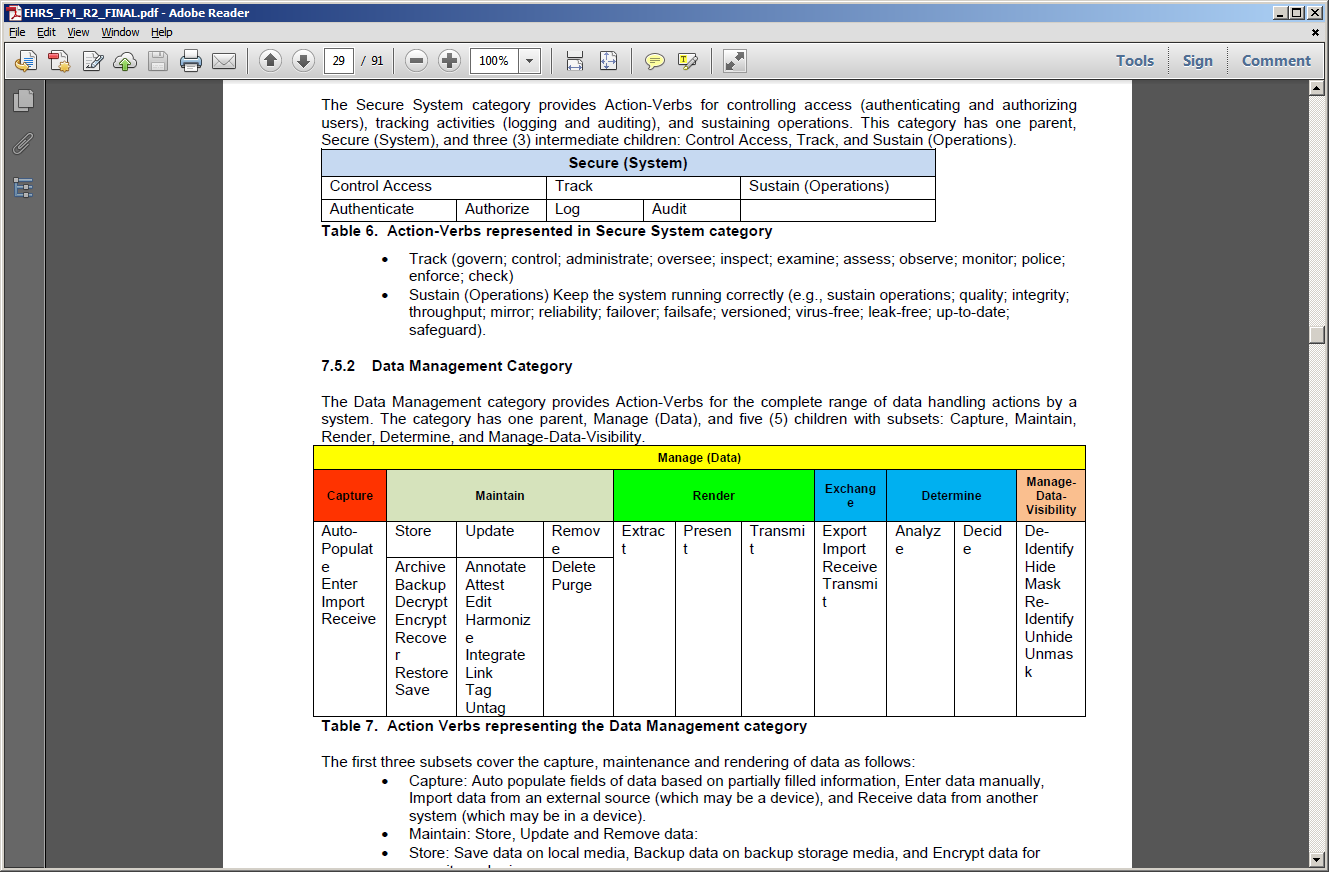 EHRS_FM_R2_FINAL.pdf - Adobe Reader
File Edit View Window Help
29 / 91 100% Tools Sign Comment
The Secure System category provides Action-Verbs for controlling access (authenticating and authorizing
users), tracking activities (logging and auditing), and sustaining operations. This category has one parent,
Secure (System), and three (3) intermediate children: Control Access, Track, and Sustain (Operations).
Secure (System)
Control Access Track Sustain (Operations)
Authenticate Authorize Log Audit
Table 6. Action-Verbs represented in Secure System category
• Track (govern; control; administrate; oversee; inspect; examine; assess; observe; monitor; police;
enforce; check)
• Sustain (Operations) Keep the system running correctly (e.g., sustain operations; quality; integrity;
throughput; mirror; reliability; failover; failsafe; versioned; virus-free; leak-free; up-to-date;
safeguard).
7.5.2 Data Management Category
The Data Management category provides Action-Verbs for the complete range of data handling actions by a
system. The category has one parent, Manage (Data), and five (5) children with subsets: Capture, Maintain,
Render, Determine, and Manage-Data-Visibility.
Manage (Data)
Capture
Maintain
Render
Exchang
e
Determine
Manage-
Data-
Visibility
Auto-
Populat
e
Enter
Import
Receive
Store
Archive
Backup
Decrypt
Encrypt
Recove
r
Restore
Save
Update
Annotate
Attest
Edit
Harmoniz
e
Integrate
Link
Tag
Untag
Remov
e
Delete
Purge
Extrac
t
Presen
t
Transmi
t
Export
Import
Receive
Transmi
t
Analyz
e
Decid
e
De-
Identify
Hide
Mask
Re-
Identify
Unhide
Unmas
k
Table 7. Action Verbs representing the Data Management category
The first three subsets cover the capture, maintenance and rendering of data as follows:
• Capture: Auto populate fields of data based on partially filled information, Enter data manually,
Import data from an external source (which may be a device), and Receive data from another
system (which may be in a device).
• Maintain: Store, Update and Remove data:
• Store: Save data on local media, Backup data on backup storage media, and Encrypt data for